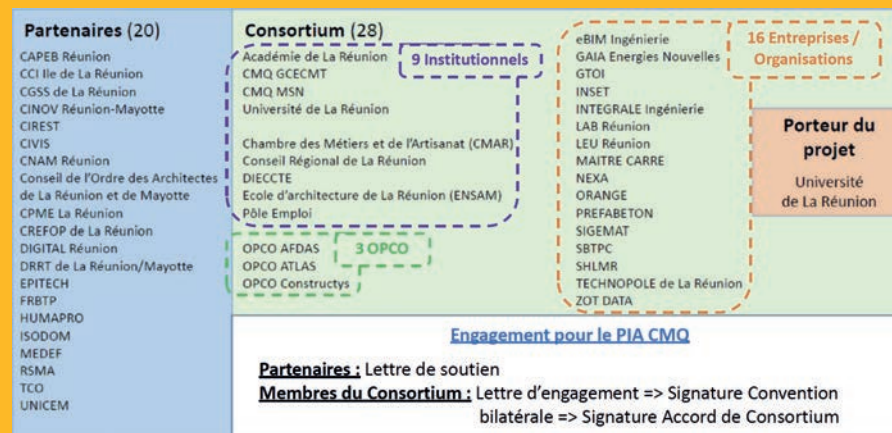 Partenaires (20)
CAPEB Réunion
CCI Ile de La Réunion
CGSS de La Réunion
CINOV Réunion-Mayotte
CIREST
CIVIS
CNAM Réunion
Conseil de l'Ordre des Architectes
de La Réunion et de Mayotte
CPME La Réunion
CREFOP de La Réunion
DIGITAL Réunion
DRRT de La Réunion/Mayotte
EPITECH
FRBTP
HUMAPRO
ISODOM
MEDEF
RSMA
TCO
UNICEM
Consortium (28)
9 Institutionnels
Académie de La Réunion
CMQ GCECMT
CMQ MSN
Université de La Réunion
Chambre des Métiers et de l'Artisanat (CMAR)
Conseil Régional de La Réunion
DIECCTE
Ecole d'architecture de La Réunion (ENSAM)
Pôle Emploi
3 OPCO
OPCO AFDAS
OPCO ATLAS
OPCO Constructys
16 Entreprises /
Organisations
eBIM Ingénierie
GAIA Energies Nouvelles
GTOI
INSET
INTEGRALE Ingénierie
LAB Réunion
LEU Réunion
MAITRE CARRE
NEXA
ORANGE
PREFABETON
SIGEMAT
SBTPC
SHLMR
TECHNOPOLE de La Réunion
ZOT DATA
Porteur du
projet
Université
de La Réunion
Engagement pour le PIA CMQ
Partenaires : Lettre de soutien
Membres du Consortium : Lettre d'engagement => Signature Convention
bilatérale => Signature Accord de Consortium